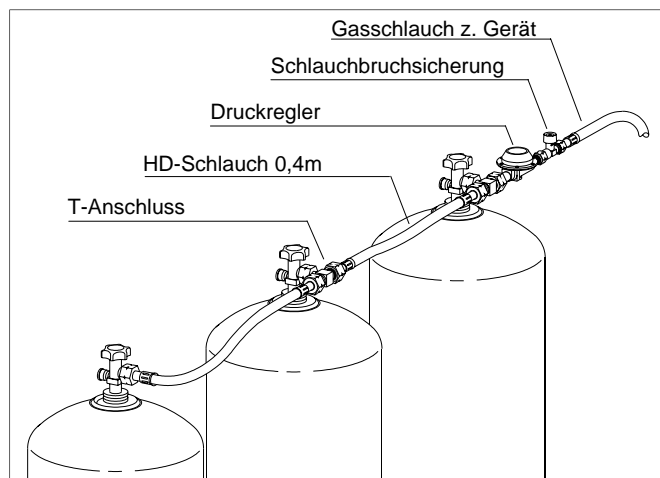 Gasschlauch z. Gerät
Schlauchbruchsicherung
Druckregler
HD-Schlauch 0,4m
T-Anschluss